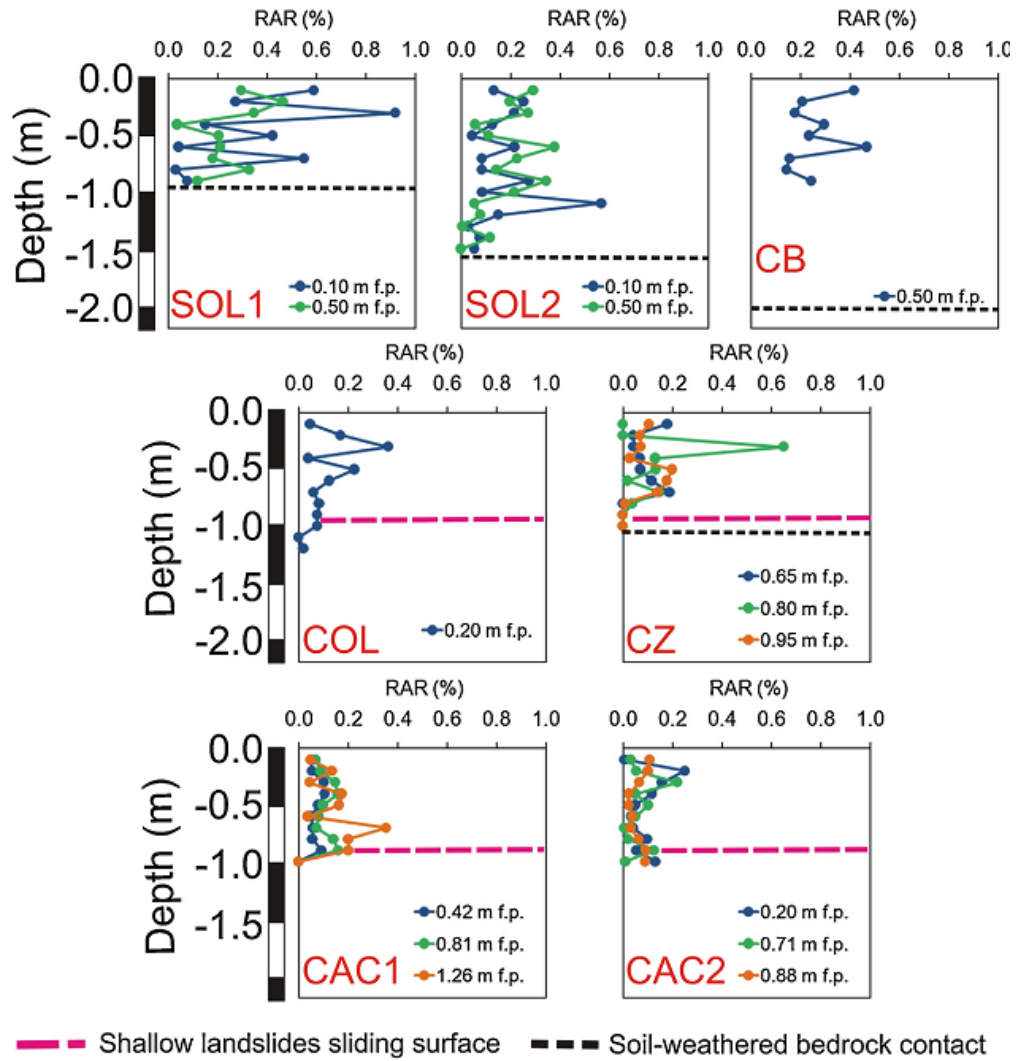 RAR (%) RAR (%) RAR (%)
0.0 0.2 0.4 0.6 0.8 1.0 0.0 0.2 0.4 0.6 0.8 1.0 0.0 0.2 0.4 0.6 0.8 1.0
Depth (m)
0.0
-0.5
-1.0
-1.5
-2.0
0.10 m f.p.
0.50 m f.p.
SOL1
0.10 m f.p.
0.50 m f.p.
SOL2
CB
0.50 m f.p.
RAR (%) RAR (%)
0.0 0.2 0.4 0.6 0.8 1.0 0.0 0.2 0.4 0.6 0.8 1.0
Depth (m)
0.0
-0.5
-1.0
-1.5
-2.0
COL
0.20 m f.p.
0.65 m f.p.
0.80 m f.p.
0.95 m f.p.
CZ
RAR (%) RAR (%)
0.0 0.2 0.4 0.6 0.8 1.0 0.0 0.2 0.4 0.6 0.8 1.0
Depth (m)
0.0
-0.5
-1.0
-1.5
0.42 m f.p.
0.81 m f.p.
1.26 m f.p.
CAC1
0.20 m f.p.
0.71 m f.p.
0.88 m f.p.
CAC2
Shallow landslides sliding surface Soil-weathered bedrock contact